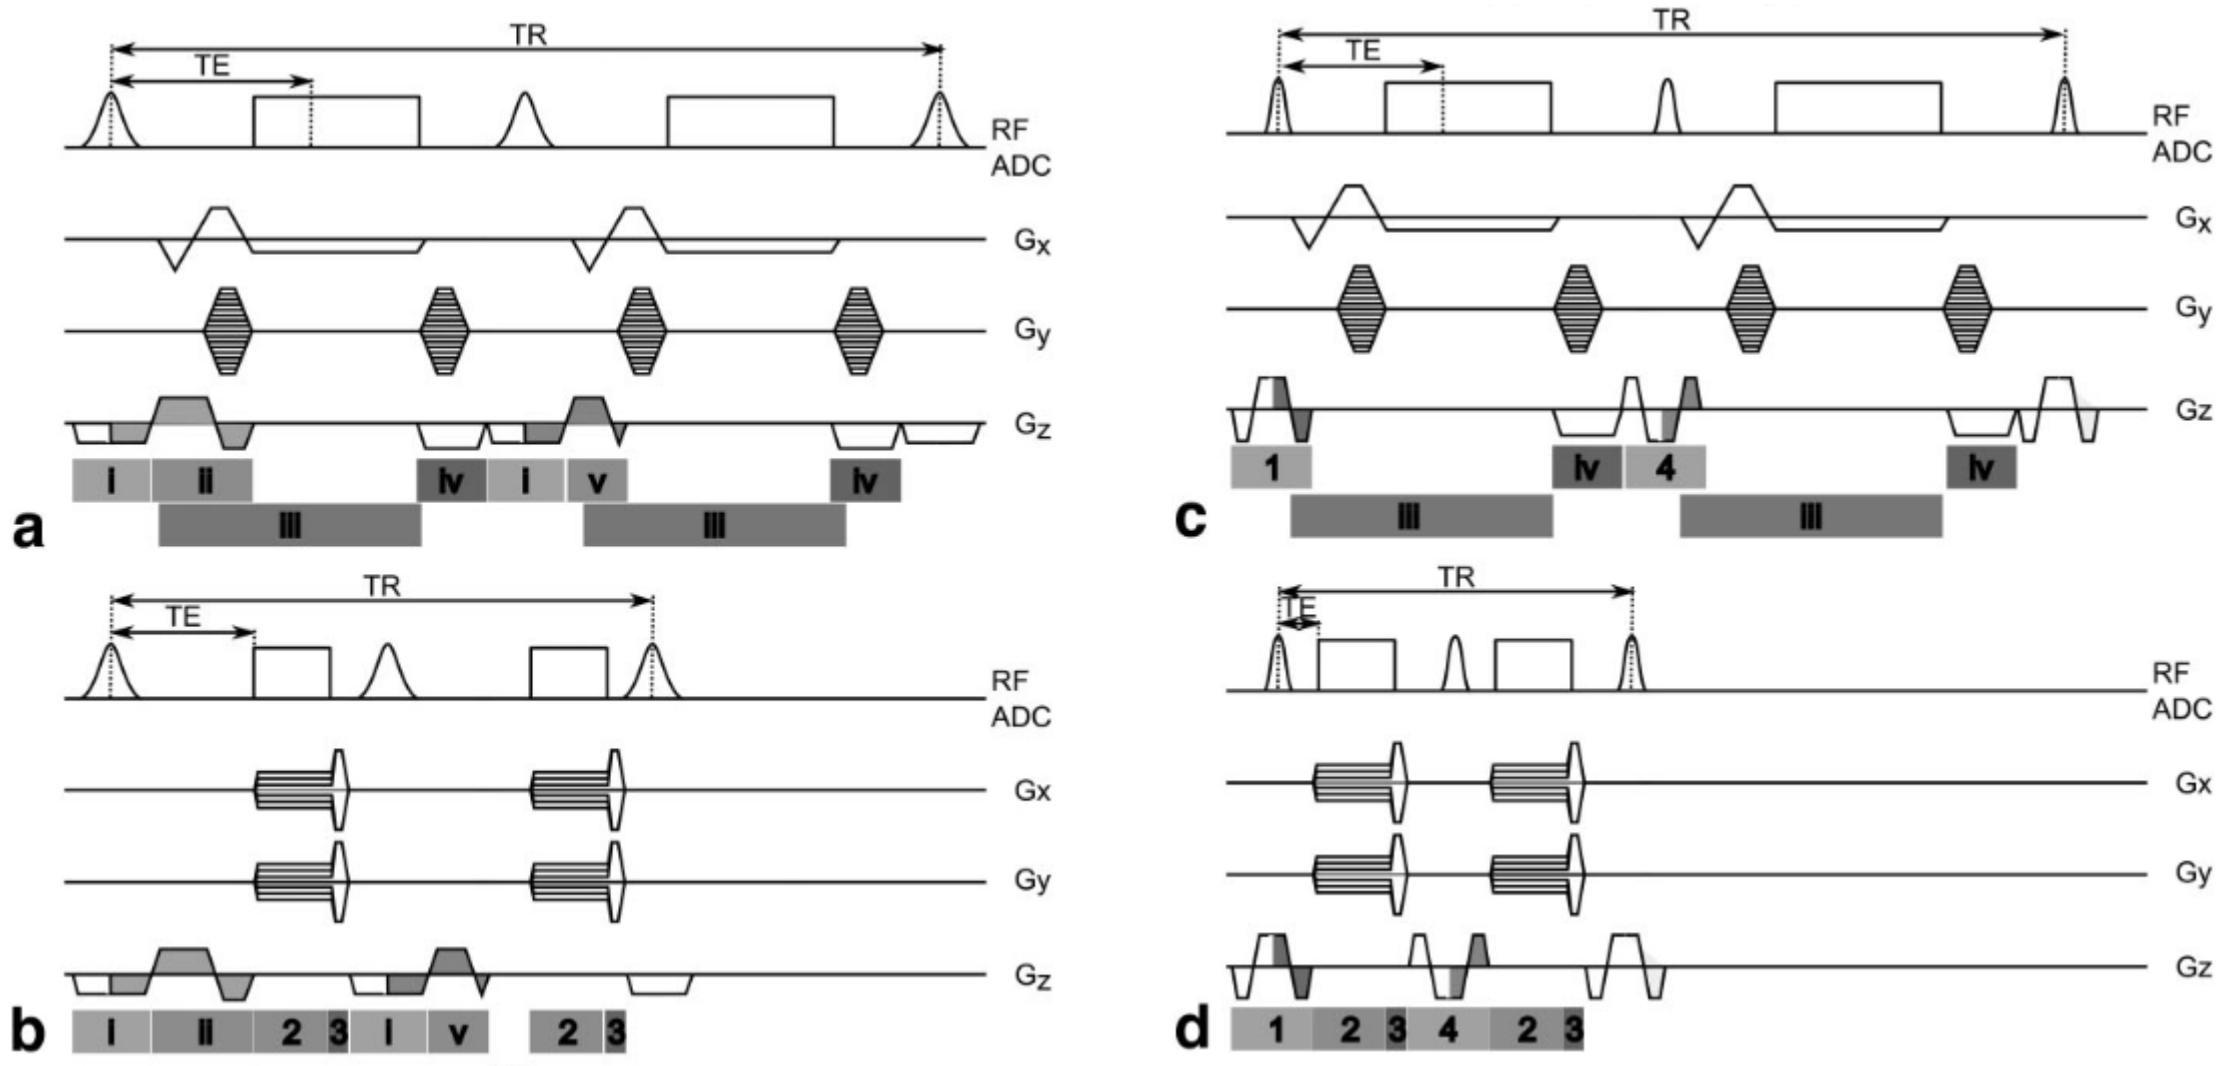 TR
TE
RF
ADC
Gx
Gy
Gz
i ii iv i v iv
iii iii
a
TR
TE
RF
ADC
Gx
Gy
Gz
i ii 2 3 i v 2 3
b
TR
TE
RF
ADC
Gx
Gy
Gz
1 iv 4 iv
iii iii
c
TR
TE
RF
ADC
Gx
Gy
Gz
1 2 3 4 2 3
d